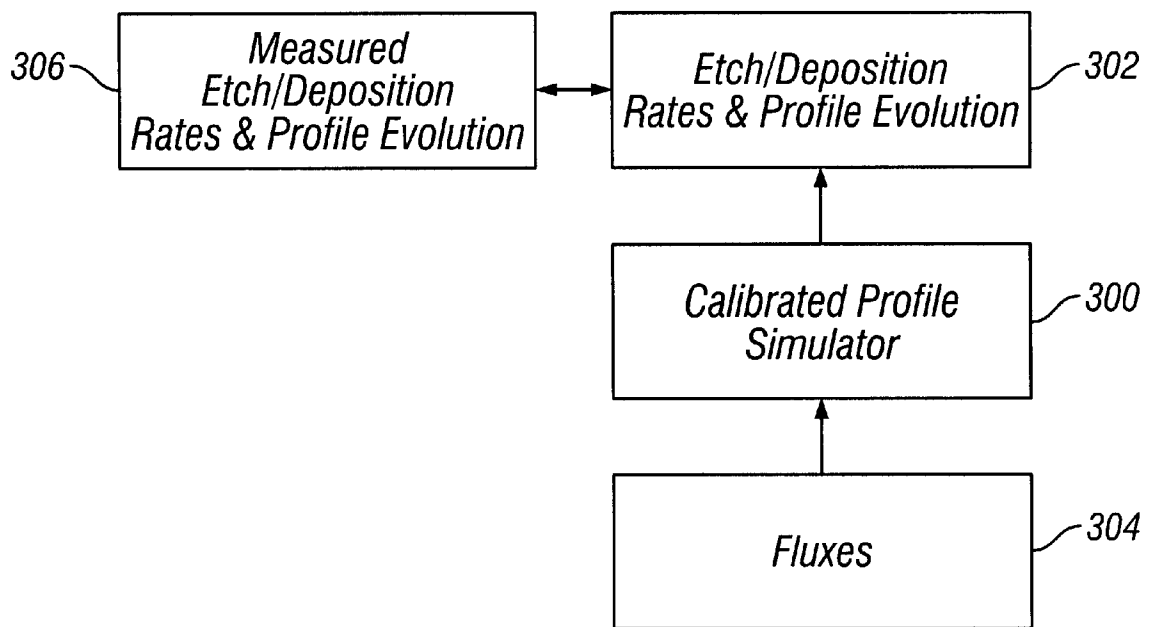 306
Measured
Etch/Deposition
Rates & Profile Evolution
Etch/Deposition
Rates & Profile Evolution
302
Calibrated Profile
Simulator
300
Fluxes
304